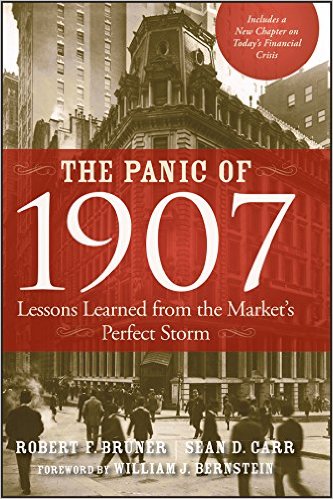 Includes a
New Chapter on
Today's Financial
Crisis
THE PANIC OF
1907
Lessons Learned from the Market's
Perfect Storm
ROBERT F. BRUNER | SEAN D. CARR
FOREWORD BY WILLIAM J. BERNSTEIN